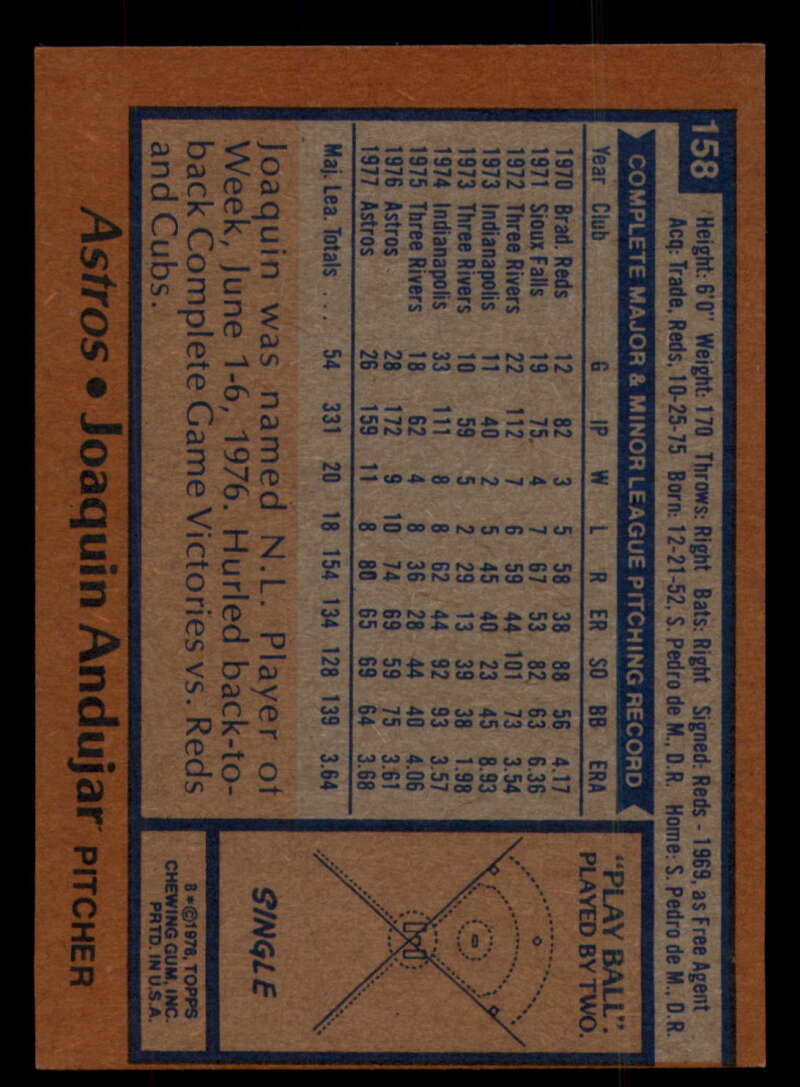 158
Height: 6'0" Weight: 170 Throws: Right Bats: Right Signed: Reds - 1969, as Free Agent
Acq: Trade, Reds, 10-25-75 Born: 12-21-52, S. Pedro de M., D.R. Home: S. Pedro de M., D.R.
COMPLETE MAJOR & MINOR LEAGUE PITCHING RECORD
Year Club G IP W L R ER SO BB ERA
1970 Brad. Reds 12 82 3 5 58 38 88 56 4.17
1971 Sioux Falls 19 75 4 7 67 53 82 63 6.36
1972 Three Rivers 22 112 7 6 59 44 101 73 3.54
1973 Indianapolis 11 40 2 5 45 40 23 45 8.93
1973 Three Rivers 10 59 5 2 29 13 39 38 1.98
1974 Indianapolis 33 111 8 8 62 44 92 93 3.57
1975 Three Rivers 18 62 4 8 36 28 44 40 4.06
1976 Astros 28 172 9 10 74 69 59 75 3.61
1977 Astros 26 159 11 8 80 65 69 64 3.68
Maj. Lea. Totals .... 54 331 20 18 154 134 128 139 3.64
Joaquin was named N.L. Player of
Week, June 1-6, 1976. Hurled back-to-
back Complete Game Victories vs. Reds
and Cubs.
"PLAY BALL":
PLAYED BY TWO.
SINGLE
8*©1978, TOPPS
CHEWING GUM, INC.
PRTD. IN U.S.A.
Astros • Joaquin Andujar PITCHER